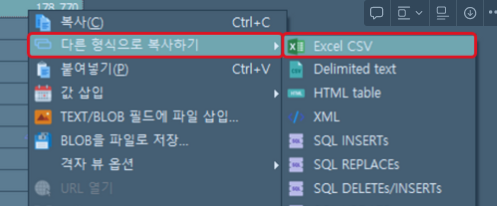 178,770
복사(C) Ctrl+C
다른 형식으로 복사하기
붙여넣기(P) Ctrl+V
값 삽입
TEXT/BLOB 필드에 파일 삽입...
BLOB을 파일로 저장...
격자 뷰 옵션
URL 열기
Excel CSV
Delimited text
HTML table
XML
SQL INSERTs
SQL REPLACEs
SQL DELETEs/INSERTs